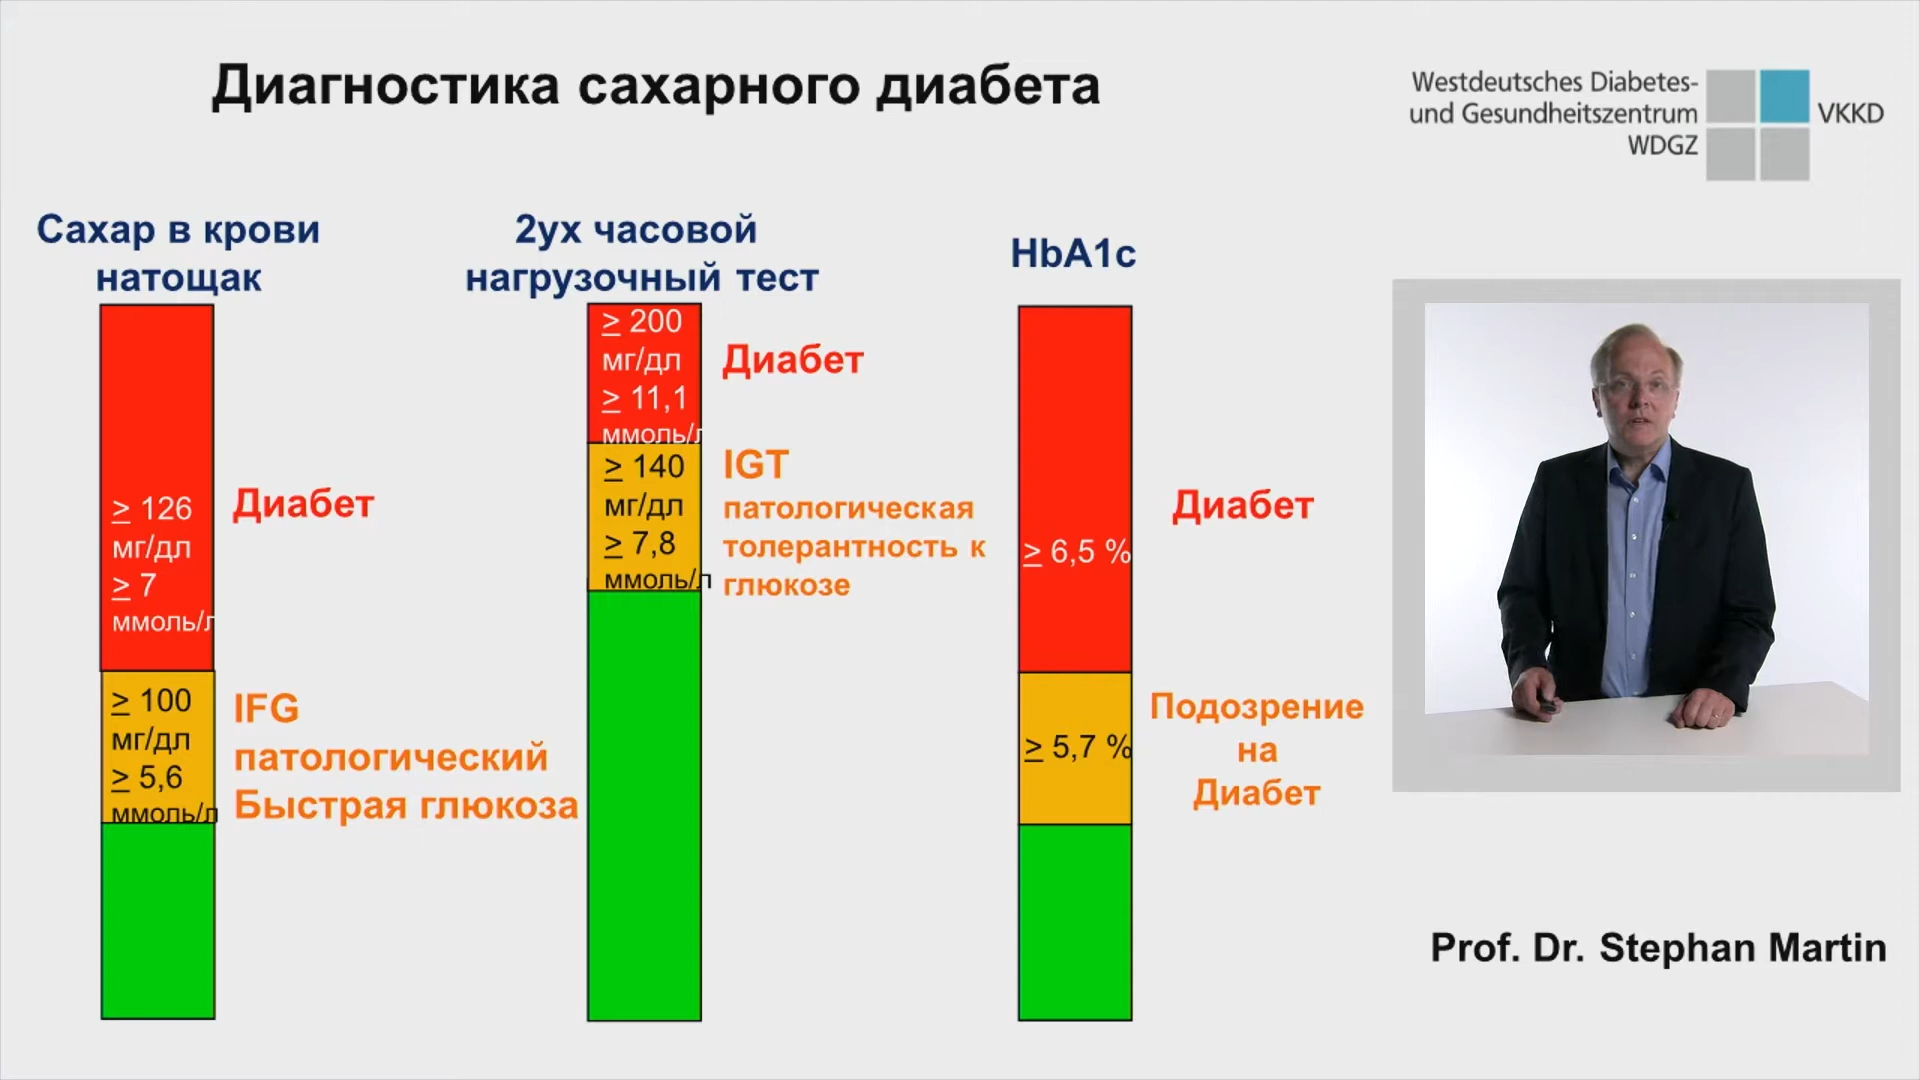 Диагностика сахарного диабета
Westdeutsches Diabetes-
und Gesundheitszentrum
WDGZ
VKKD
Сахар в крови
натощак
≥ 126
мг/дл
≥ 7
ммоль/л
Диабет
≥ 100
мг/дл
≥ 5,6
ммоль/л
IFG
патологический
Быстрая глюкоза
2ух часовой
нагрузочный тест
≥ 200
мг/дл
≥ 11,1
ммоль/л
Диабет
≥ 140
мг/дл
≥ 7,8
ммоль/л
IGT
патологическая
толерантность к
глюкозе
HbA1c
≥ 6,5 %
Диабет
≥ 5,7 %
Подозрение
на
Диабет
Prof. Dr. Stephan Martin